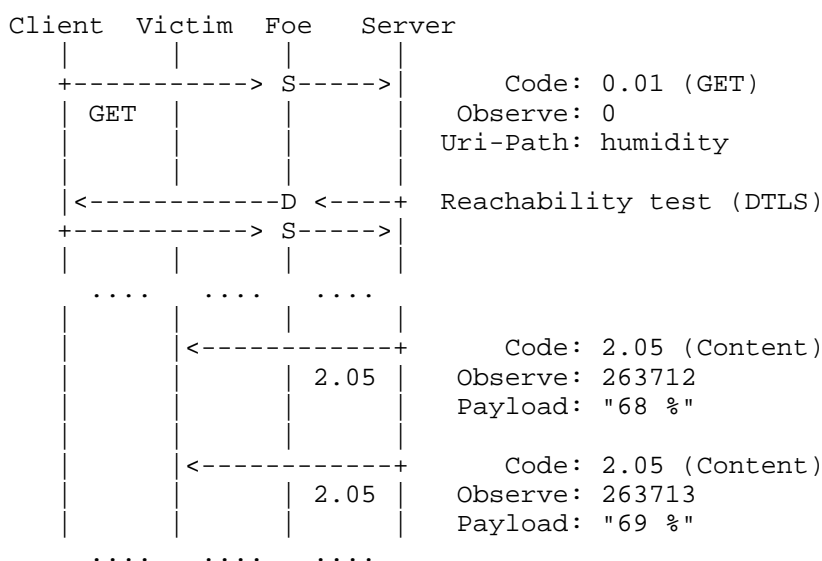 Client  Victim  Foe    Server
   |       |      |      |
   +-----------> S----->|      Code: 0.01 (GET)
   | GET   |      |      |   Observe: 0
   |       |      |      |  Uri-Path: humidity
   |       |      |      |
   |<------------D <----+  Reachability test (DTLS)
   +-----------> S----->|
   |       |      |      |
     ....   ....   ....
   |       |      |      |
   |       |<------------+      Code: 2.05 (Content)
   |       |      | 2.05 |   Observe: 263712
   |       |      |      |   Payload: "68 %"
   |       |      |      |
   |       |<------------+      Code: 2.05 (Content)
   |       |      | 2.05 |   Observe: 263713
   |       |      |      |   Payload: "69 %"
     ....   ....   ....